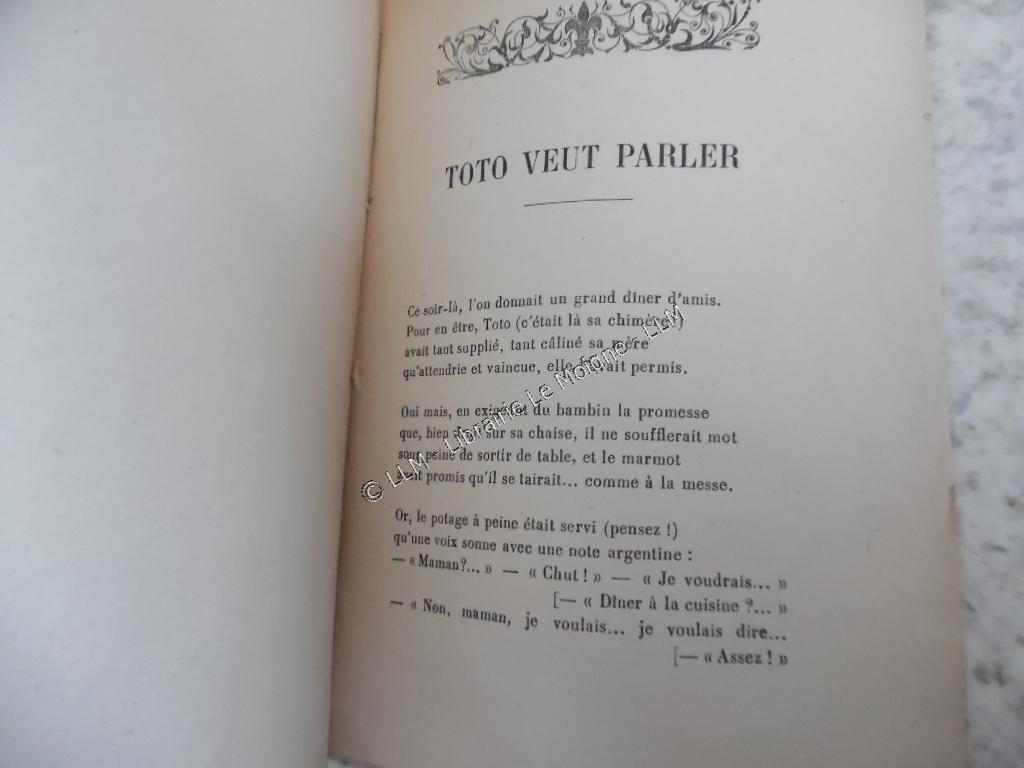 TOTO VEUT PARLER
Ce soir-là, l'on donnait un grand dîner d'amis.
Pour en être, Toto (c'était là sa chimère!)
avait tant supplié, tant câliné sa mère
qu'attendrie et vaincue, elle l'avait permis.
Oui mais, en exigeant du bambin la promesse
que, bien sur sa chaise, il ne soufflerait mot
sous peine de sortir de table, et le marmot
avait promis qu'il se tairait... comme à la messe.
Or, le potage à peine était servi (pensez !)
qu'une voix sonne avec une note argentine :
— « Maman?... » — « Chut ! » — « Je voudrais... »
[— « Dîner à la cuisine ?... »
— « Non, maman, je voulais... je voulais dire...
[— « Assez ! »
© LLM - Librairie Le Moigne - LLM